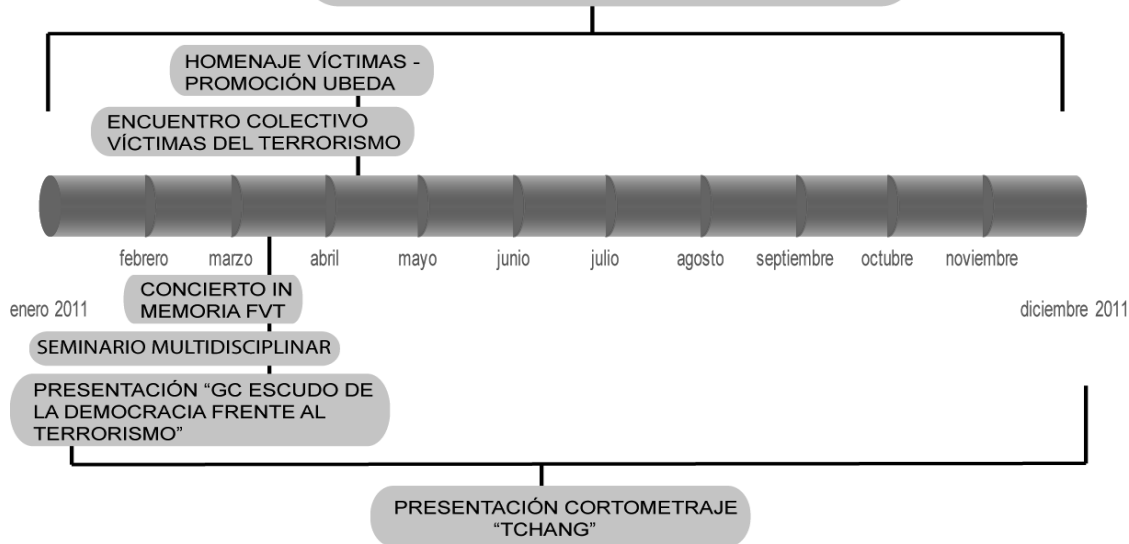 HOMENAJE VÍCTIMAS -
PROMOCIÓN UBEDA
ENCUENTRO COLECTIVO
VÍCTIMAS DEL TERRORISMO
febrero
marzo
abril
mayo
junio
julio
agosto
septiembre
octubre
noviembre
enero 2011
diciembre 2011
CONCIERTO IN
MEMORIA FVT
SEMINARIO MULTIDISCIPLINAR
PRESENTACIÓN “GC ESCUDO DE
LA DEMOCRACIA FRENTE AL
TERRORISMO”
PRESENTACIÓN CORTOMETRAJE
“TCHANG”